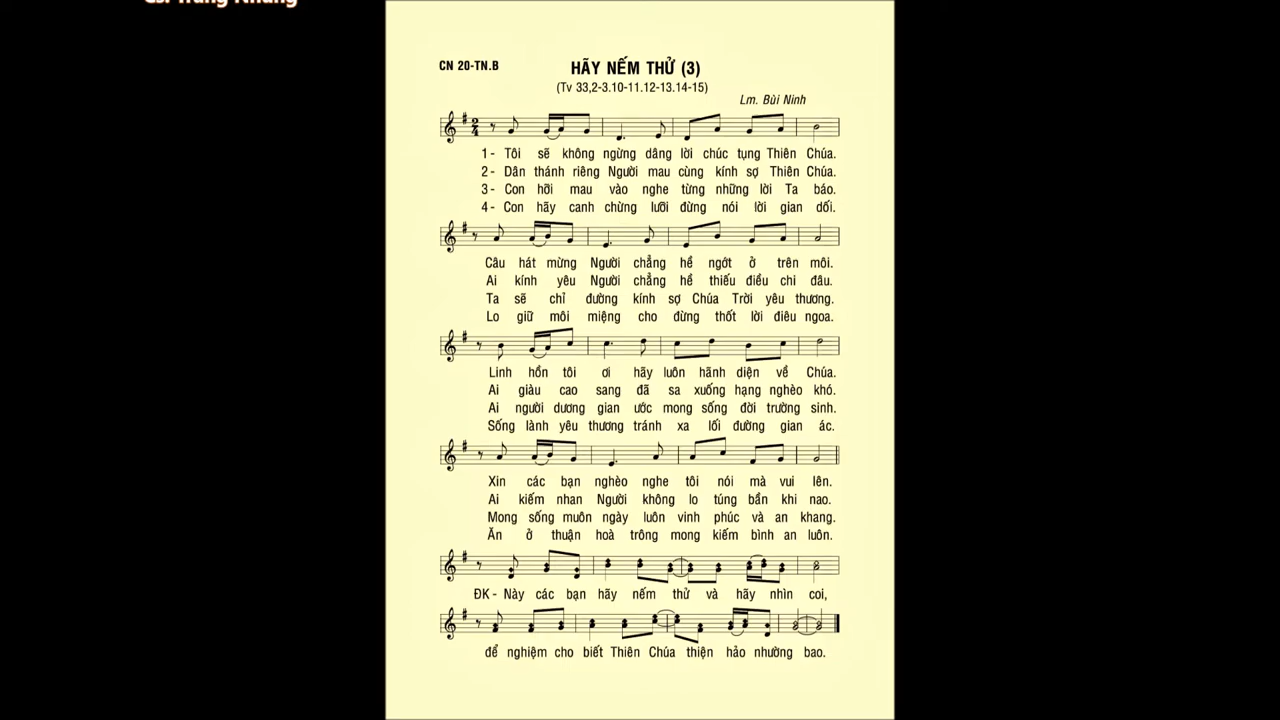 Csl Trang Nhung
CN 20-TN.B
HÃY NẾM THỬ (3)
(Tv 33,2-3.10-11.12-13.14-15)
Lm. Bùi Ninh
1- Tôi sẽ không ngừng dâng lời chúc tụng Thiên Chúa.
2- Dân thánh riêng Người mau cùng kính sợ Thiên Chúa.
3- Con hỡi mau vào nghe từng những lời Ta báo.
4- Con hãy canh chừng lưỡi đừng nói lời gian dối.
Câu hát mừng Người chẳng hề ngớt ở trên môi.
Ai kính yêu Người chẳng hề thiếu điều chi đâu.
Ta sẽ chỉ đường kính sợ Chúa Trời yêu thương.
Lo giữ môi miệng cho đừng thốt lời điêu ngoa.
Linh hồn tôi ơi hãy luôn hãnh diện về Chúa.
Ai giàu cao sang đã sa xuống hạng nghèo khó.
Ai người dương gian ước mong sống đời trường sinh.
Sống lành yêu thương tránh xa lối đường gian ác.
Xin các bạn nghèo nghe tôi nói mà vui lên.
Ai kiếm nhan Người không lo túng bần khi nao.
Mong sống muôn ngày luôn vinh phúc và an khang.
Ăn ở thuận hoà trông mong kiếm bình an luôn.
ĐK- Này các bạn hãy nếm thử và hãy nhìn coi,
để nghiệm cho biết Thiên Chúa thiện hảo nhường bao.